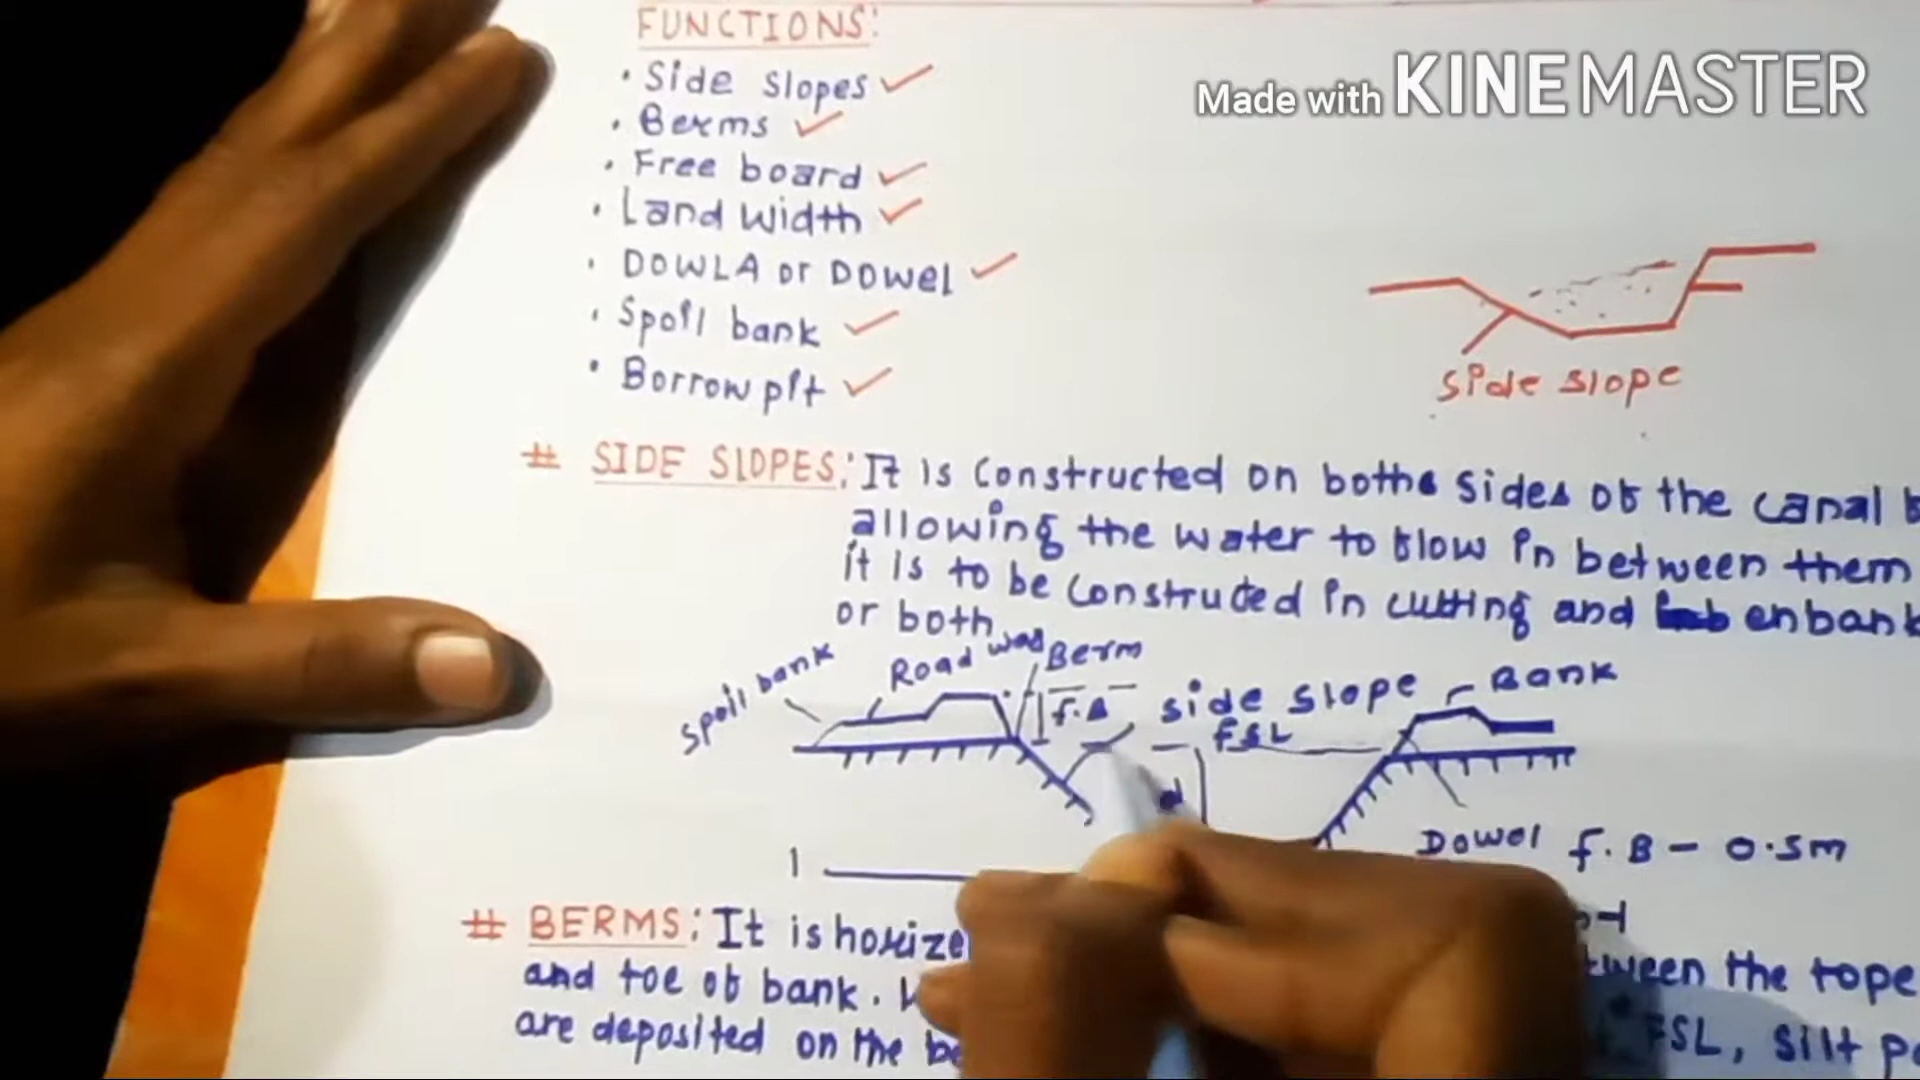 FUNCTIONS:
Made with KINEMASTER
• Side slopes ✓
• Berms ✓
• Free board ✓
• Land width ✓
• DOWLA or DOWEL ✓
• Spoil bank ✓
• Borrow pit ✓
side slope
# SIDE SLOPES: It is constructed on both sides of the canal
allowing the water to flow in between them
it is to be constructed in cutting and enbank
or both
spoil bank
Road way
Berm
F.B
side slope
FSL
Bank
d
Dowel
F.B - 0.5m
1
# BERMS: It is horize
tween the tope
and toe of bank.
are deposited on the be
FSL, silt